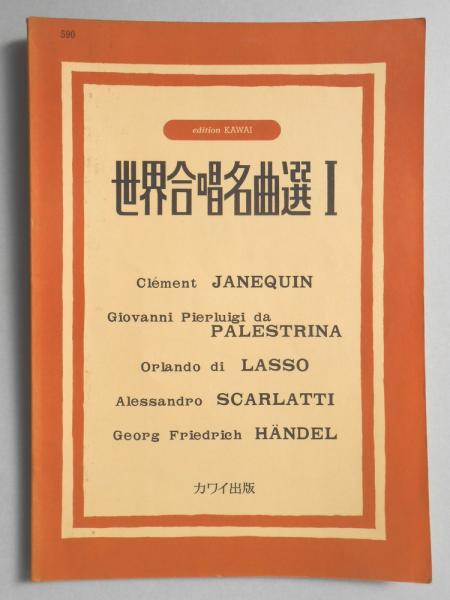 590
edition KAWAI
世界合唱名曲選 I
Clément JANEQUIN
Giovanni Pierluigi da
PALESTRINA
Orlando di LASSO
Alessandro SCARLATTI
Georg Friedrich HÄNDEL
カワイ出版